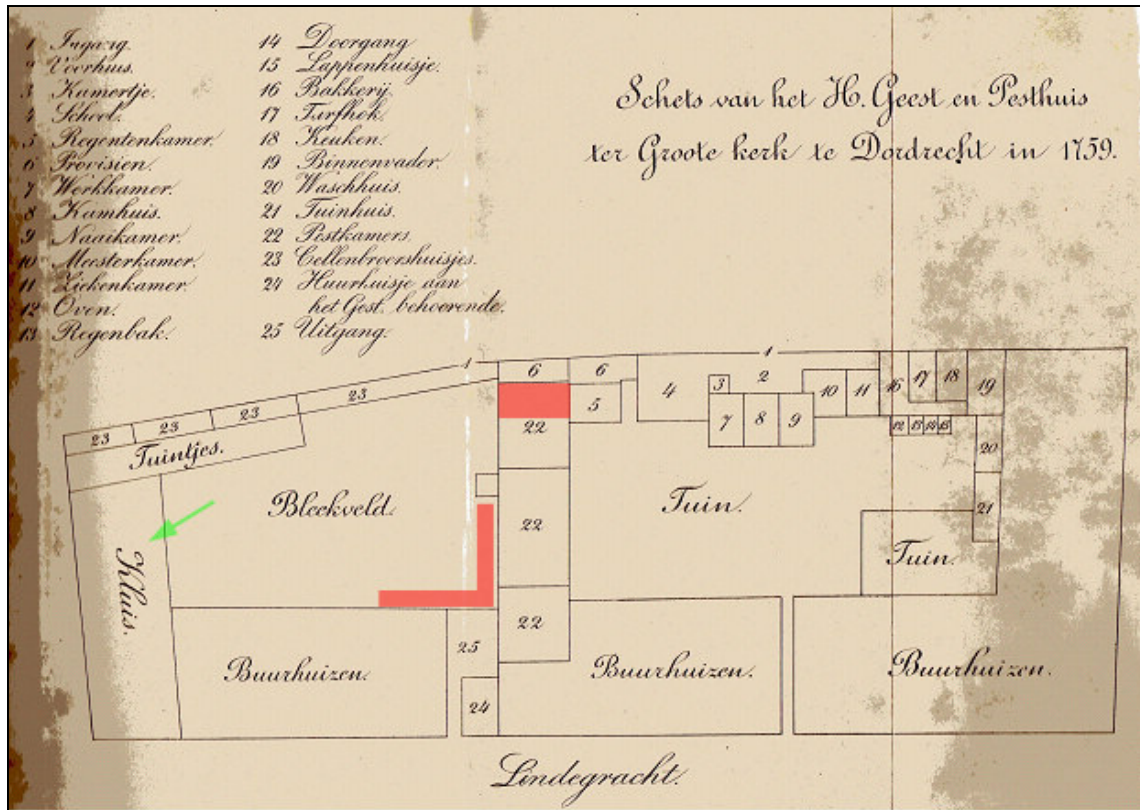 1 Ingang.
2 Voorhuis.
3 Kamertje.
4 School.
5 Regentenkamer.
6 Provisien.
7 Werkkamer.
8 Kamhuis.
9 Naaikamer.
10 Meesterkamer.
11 Ziekenkamer.
12 Oven.
13 Regenbak.
14 Doorgang
15 Lappenhuisje.
16 Bakkerij.
17 Turfhok.
18 Keuken.
19 Binnenvader.
20 Waschhuis.
21 Tuinhuis.
22 Pestkamers.
23 Cellenbroershuisjes.
24 Huurhuisje aan
het Gest. behoorende.
25 Uitgang.
Schets van het H. Geest en Pesthuis
ter Groote kerk te Dordrecht in 1759.
1 6 6 1
23 23 23 23
4 3 2 10 11 16 17 18 19
5 7 8 9
22 12 13 14 15
20
Tuintjes.
Bleekveld.
22
Tuin.
21
Kluis.
Tuin.
22
25
24
Buurhuizen.
Buurhuizen.
Buurhuizen.
Lindegracht.